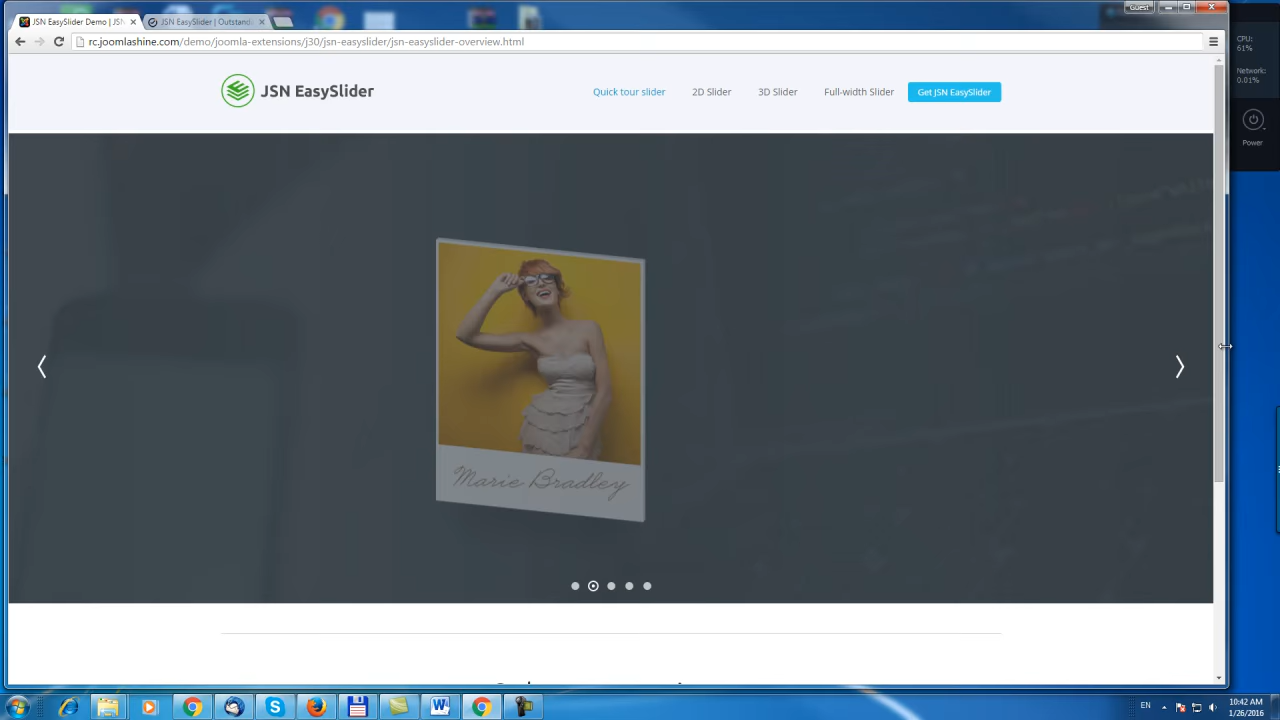 Guest
JSN EasySlider Demo | JSN
JSN EasySlider | Outstandi
rc.joomlashine.com/demo/joomla-extensions/j30/jsn-easyslider/jsn-easyslider-overview.html
CPU:
61%
Network:
0.01%
Power
JSN EasySlider
Quick tour slider 2D Slider 3D Slider Full-width Slider Get JSN EasySlider
Marie Bradley
EN
10:42 AM
1/26/2016